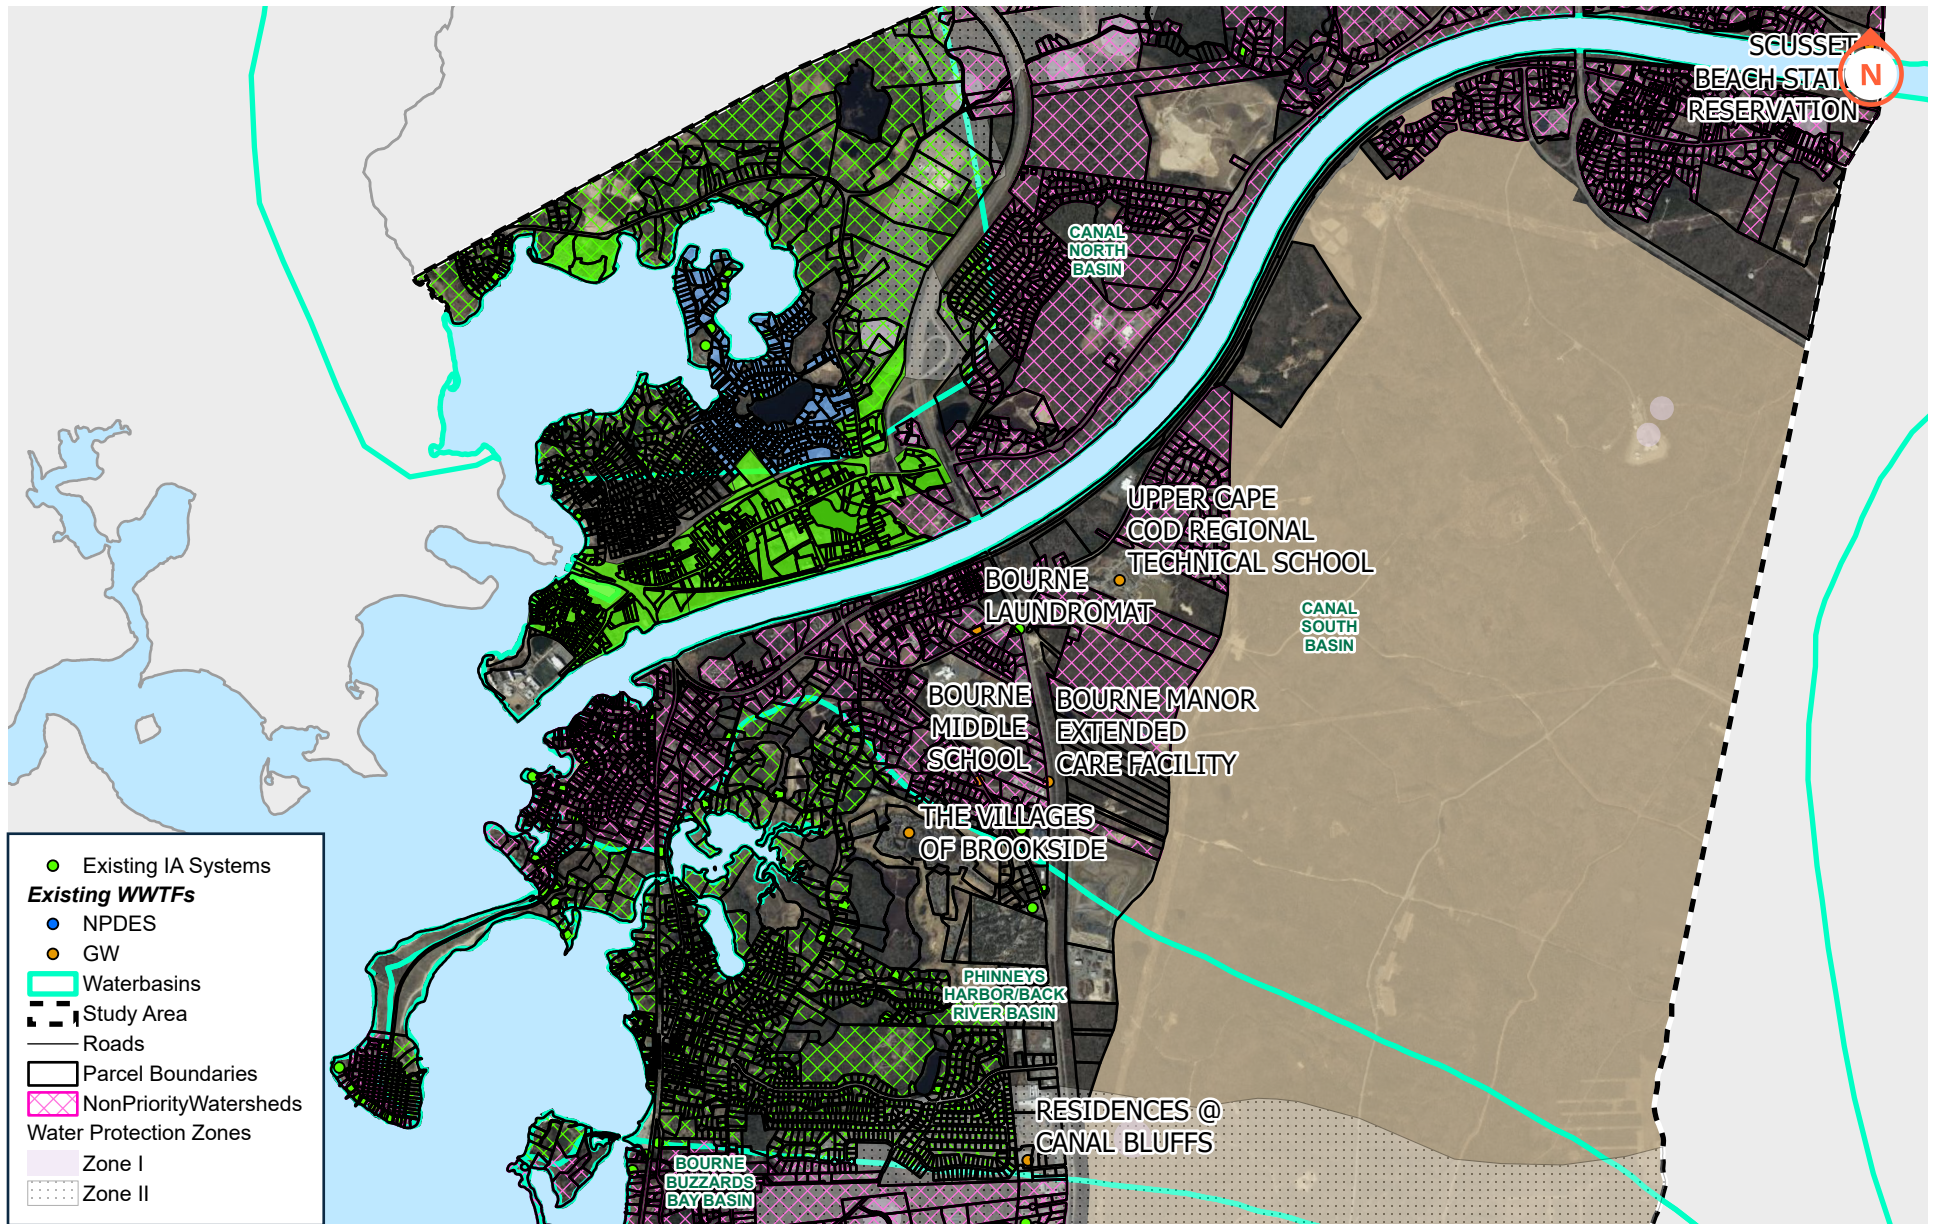 SCUSSET
BEACH STAT
RESERVATION
N
CANAL
NORTH
BASIN
UPPER CAPE
COD REGIONAL
TECHNICAL SCHOOL
BOURNE
LAUNDROMAT
CANAL
SOUTH
BASIN
BOURNE
MIDDLE
SCHOOL
BOURNE MANOR
EXTENDED
CARE FACILITY
THE VILLAGES
OF BROOKSIDE
PHINNEYS
HARBOR/BACK
RIVER BASIN
RESIDENCES @
CANAL BLUFFS
BOURNE
BUZZARDS
BAY BASIN
Existing IA Systems
Existing WWTFs
NPDES
GW
Waterbasins
Study Area
Roads
Parcel Boundaries
NonPriorityWatersheds
Water Protection Zones
Zone I
Zone II